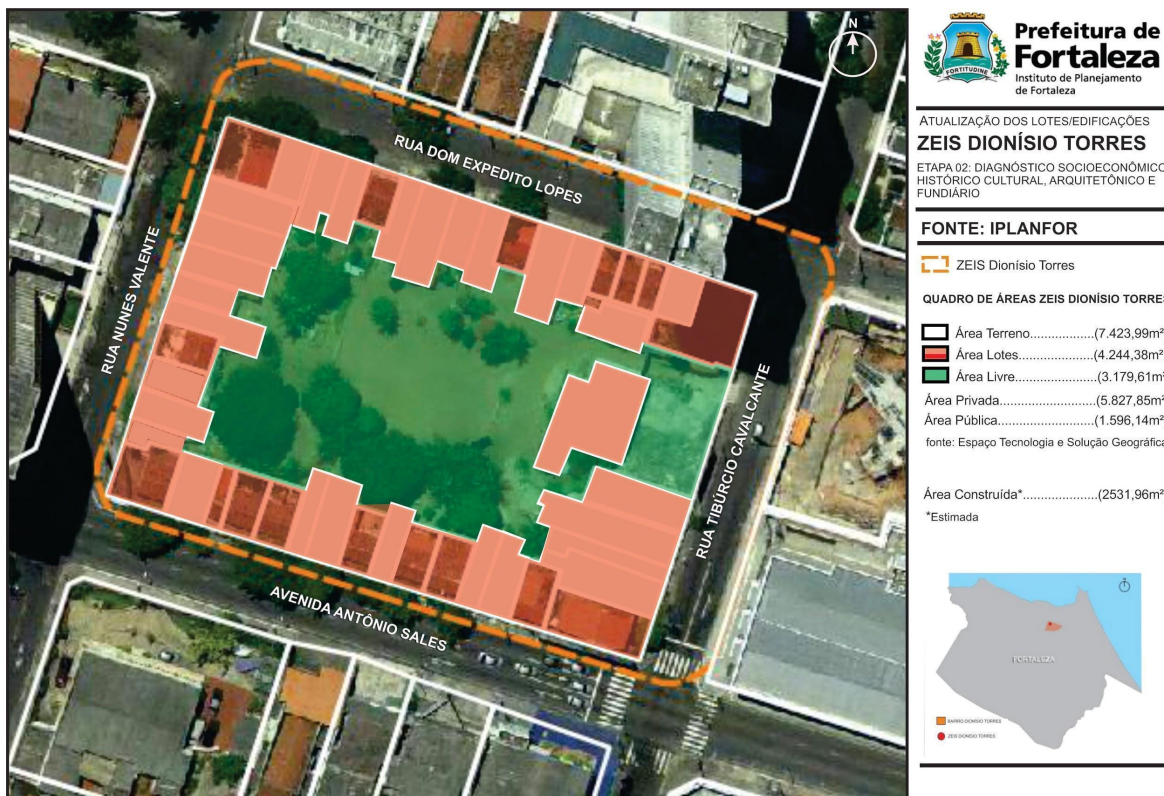 N
RUA DOM EXPEDITO LOPES
RUA NUNES VALENTE
RUA TIBÚRCIO CAVALCANTE
AVENIDA ANTÔNIO SALES
FORTITUDINE
Prefeitura de
Fortaleza
Instituto de Planejamento
de Fortaleza
ATUALIZAÇÃO DOS LOTES/EDIFICAÇÕES
ZEIS DIONÍSIO TORRES
ETAPA 02: DIAGNÓSTICO SOCIOECONÔMICO
HISTÓRICO CULTURAL, ARQUITETÔNICO E
FUNDIÁRIO
FONTE: IPLANFOR
ZEIS Dionísio Torres
QUADRO DE ÁREAS ZEIS DIONÍSIO TORRES
Área Terreno..................(7.423,99m²
Área Lotes.....................(4.244,38m²
Área Livre......................(3.179,61m²
Área Privada............................(5.827,85m²
Área Pública............................(1.596,14m²
fonte: Espaço Tecnologia e Solução Geográfica
Área Construída*......................(2531,96m²
*Estimada
FORTALEZA
BAIRRO DIONÍSIO TORRES
ZEIS DIONÍSIO TORRES